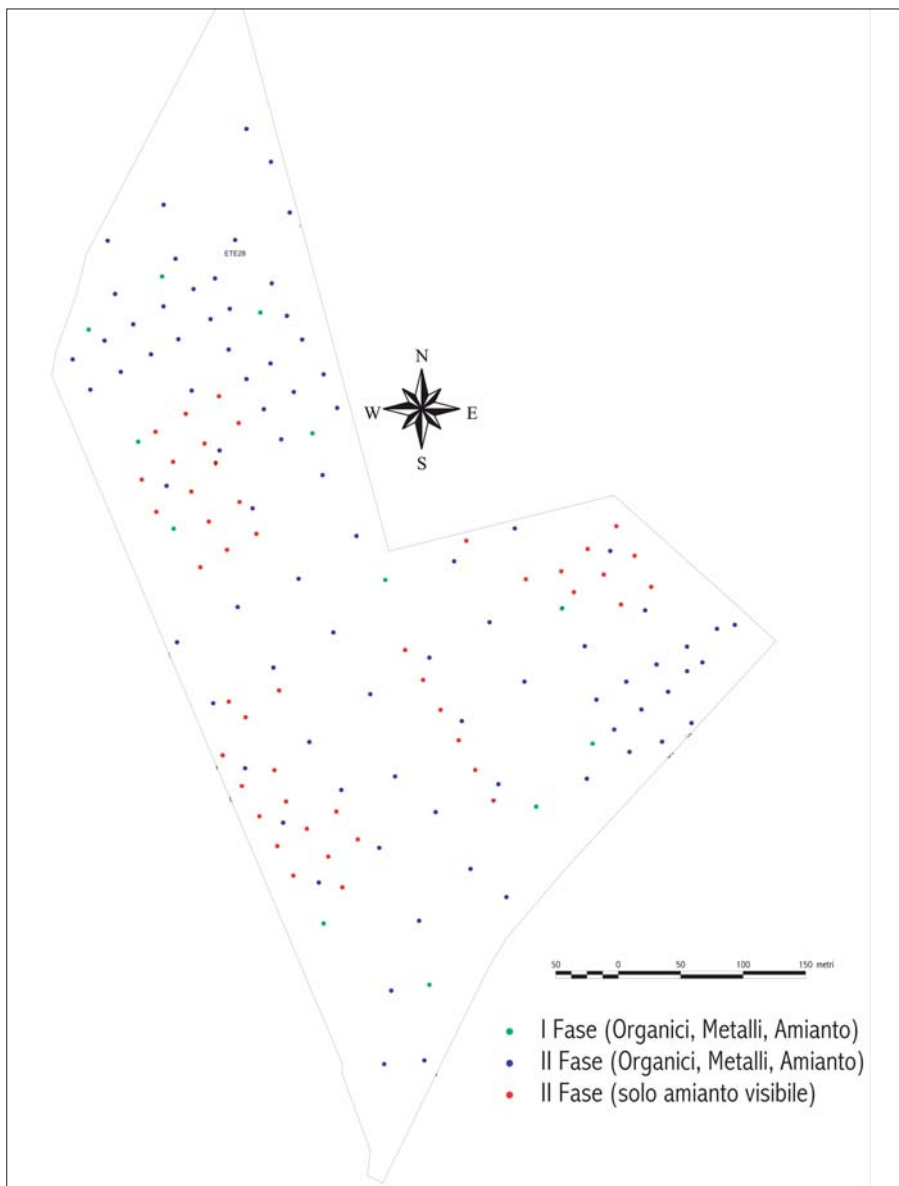 ETE28
N
W E
S
50 0 50 100 150 metri
I Fase (Organici, Metalli, Amianto)
II Fase (Organici, Metalli, Amianto)
II Fase (solo amianto visibile)